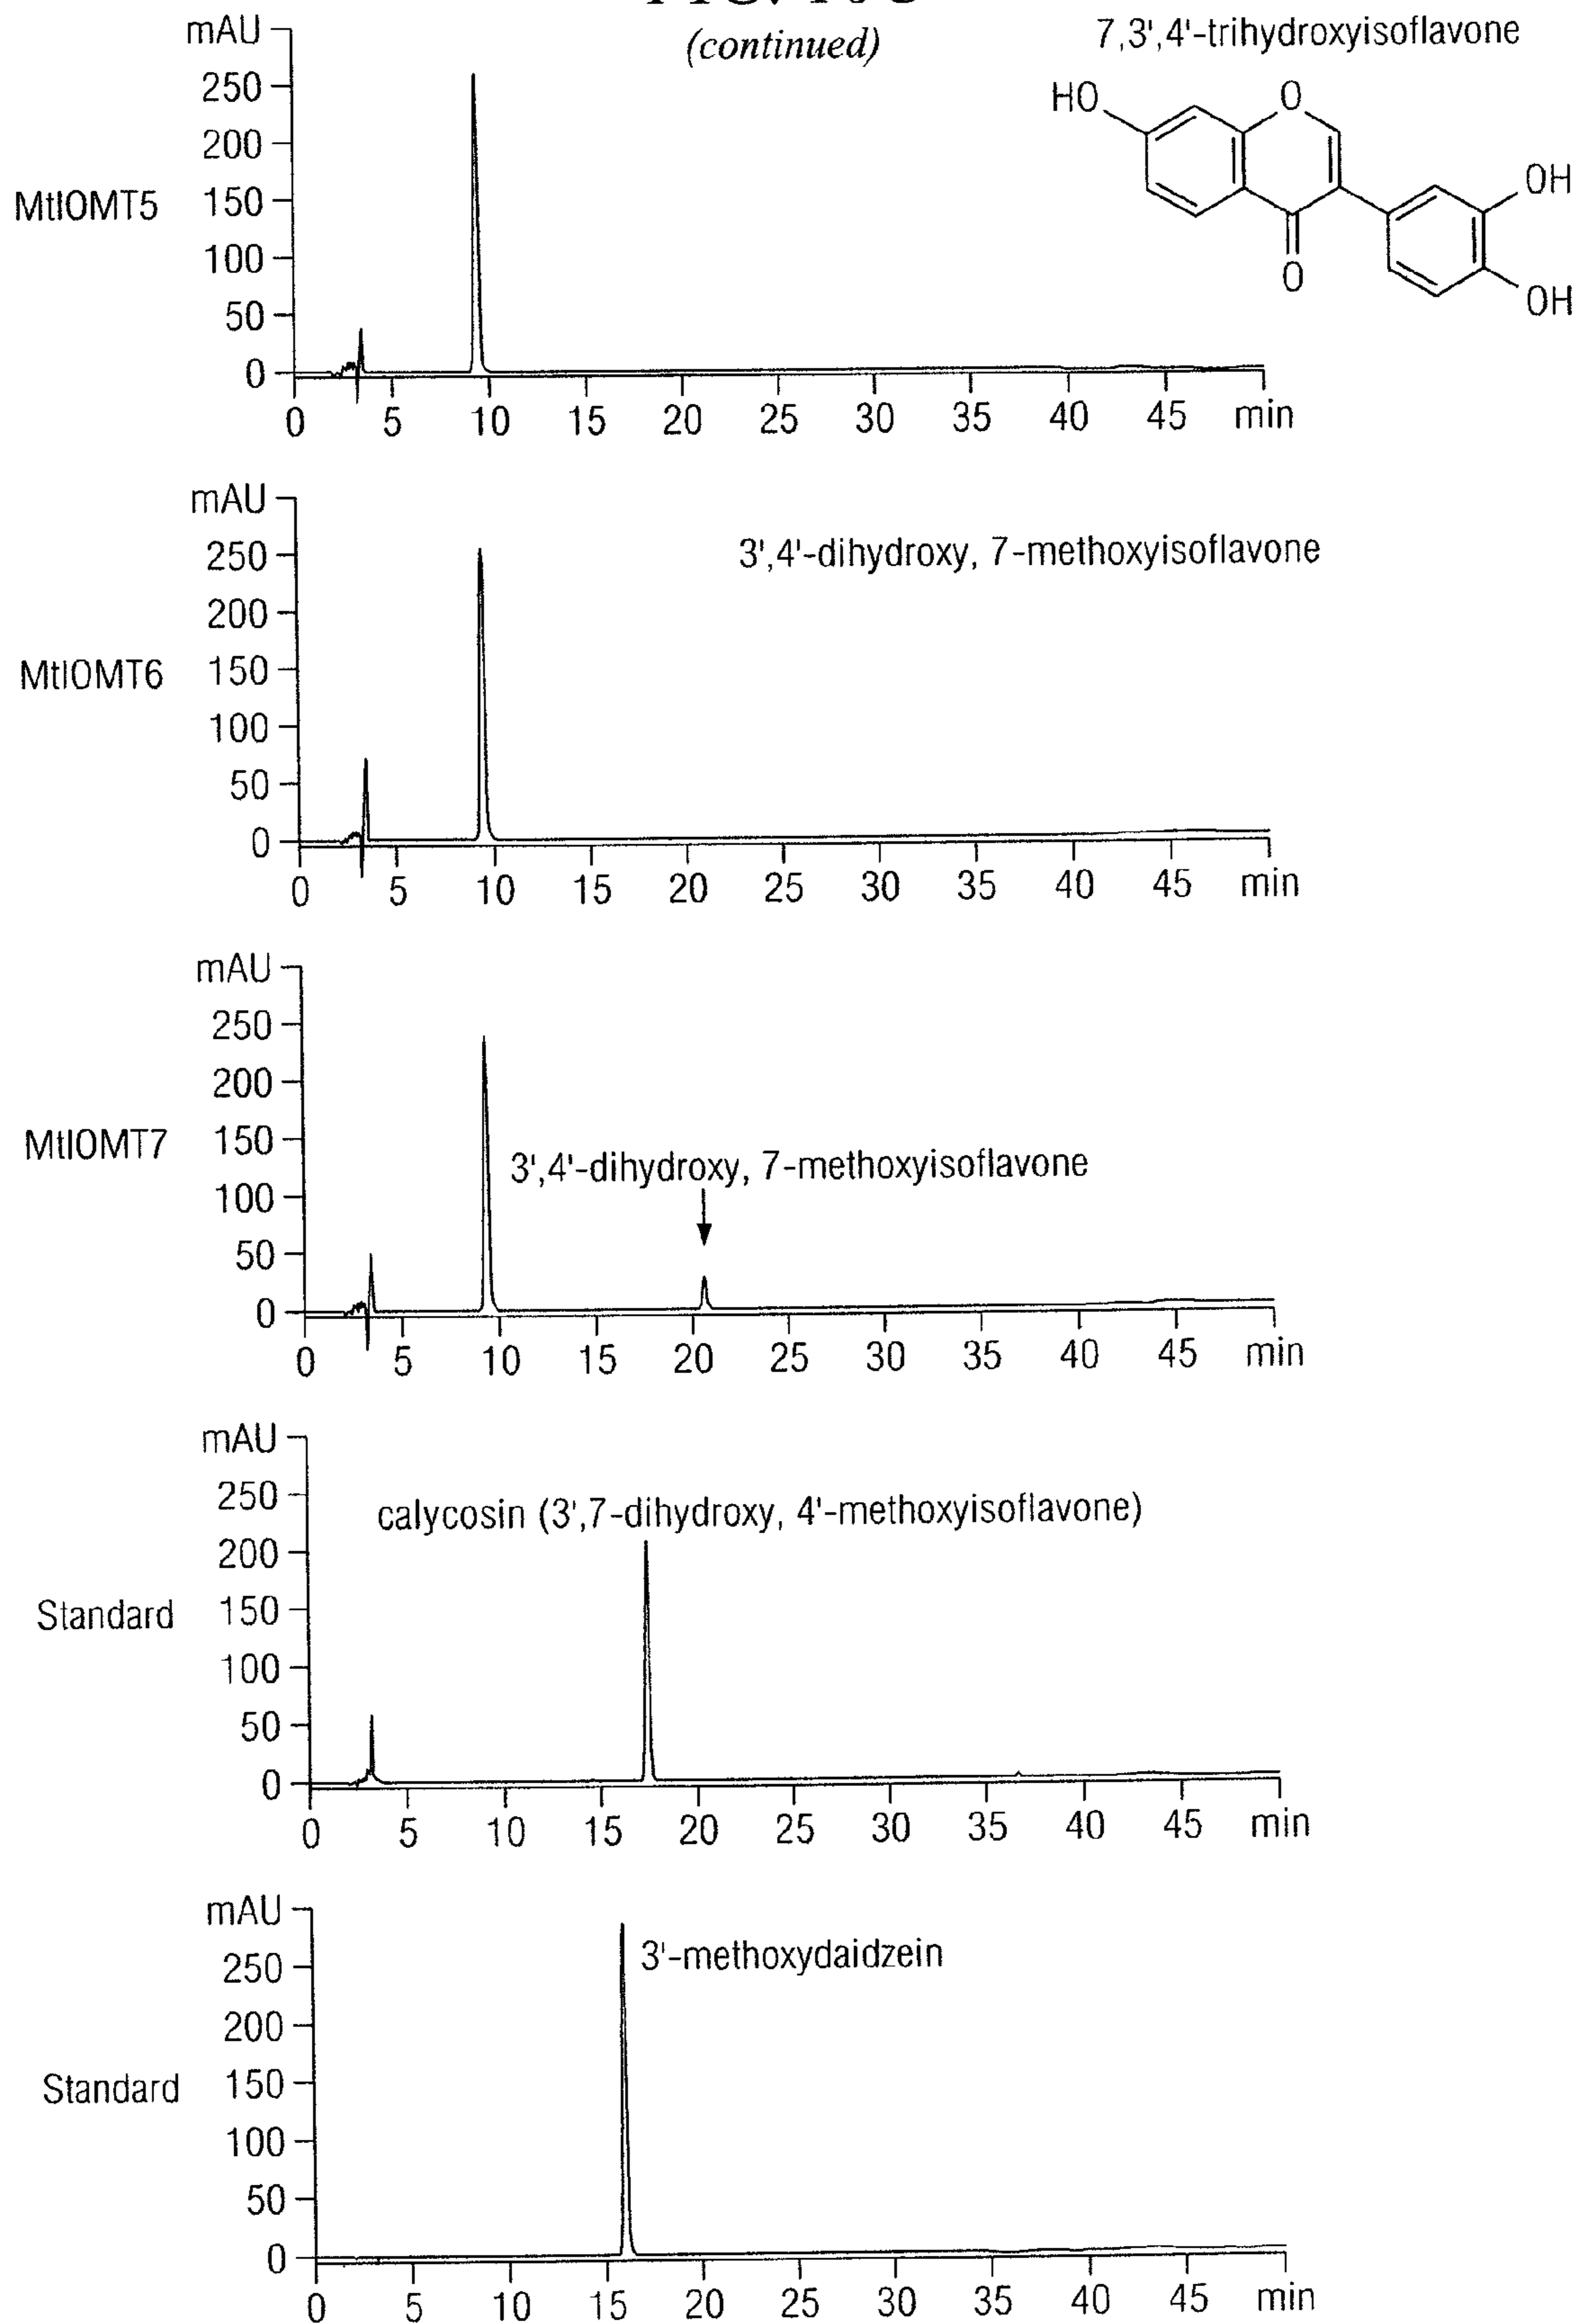 (continued)
7,3',4'-trihydroxyisoflavone
HO
O
OH
O
OH
mAU
250
200
MtIOMT5
150
100
50
0
0 5 10 15 20 25 30 35 40 45 min
mAU
250
3',4'-dihydroxy, 7-methoxyisoflavone
200
MtIOMT6
150
100
50
0
0 5 10 15 20 25 30 35 40 45 min
mAU
250
200
MtIOMT7
150
3',4'-dihydroxy, 7-methoxyisoflavone
100
50
0
0 5 10 15 20 25 30 35 40 45 min
mAU
250
calycosin (3',7-dihydroxy, 4'-methoxyisoflavone)
200
Standard
150
100
50
0
0 5 10 15 20 25 30 35 40 45 min
mAU
3'-methoxydaidzein
250
200
Standard
150
100
50
0
0 5 10 15 20 25 30 35 40 45 min